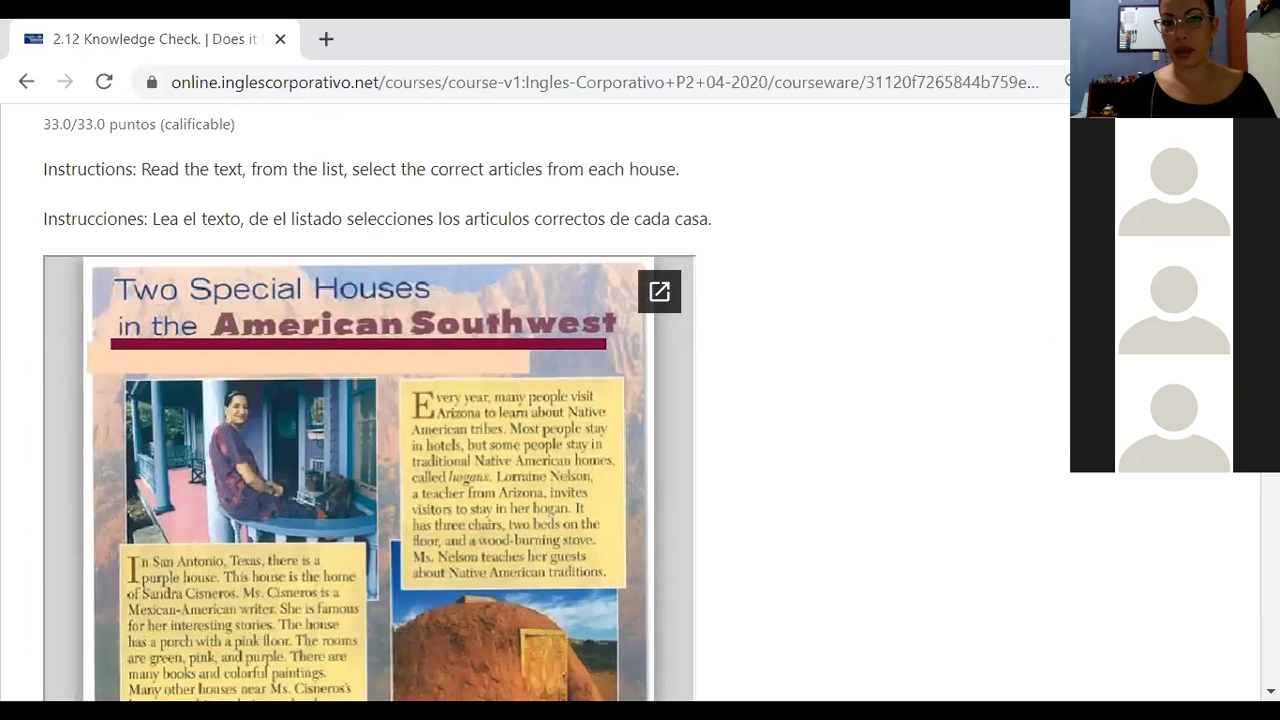 2.12 Knowledge Check. | Does it
online.inglescorporativo.net/courses/course-v1:Ingles-Corporativo+P2+04-2020/courseware/31120f7265844b759e...
33.0/33.0 puntos (calificable)
Instructions: Read the text, from the list, select the correct articles from each house.
Instrucciones: Lea el texto, de el listado selecciones los articulos correctos de cada casa.
Two Special Houses
in the American Southwest
Every year, many people visit
Arizona to learn about Native
American tribes. Most people stay
in hotels, but some people stay in
traditional Native American homes,
called hogans. Lorraine Nelson,
a teacher from Arizona, invites
visitors to stay in her hogan. It
has three chairs, two beds on the
floor, and a wood-burning stove.
Ms. Nelson teaches her guests
about Native American traditions.
In San Antonio, Texas, there is a
purple house. This house is the home
of Sandra Cisneros. Ms. Cisneros is a
Mexican-American writer. She is famous
for her interesting stories. The house
has a porch with a pink floor. The rooms
are green, pink, and purple. There are
many books and colorful paintings.
Many other houses near Ms. Cisneros's